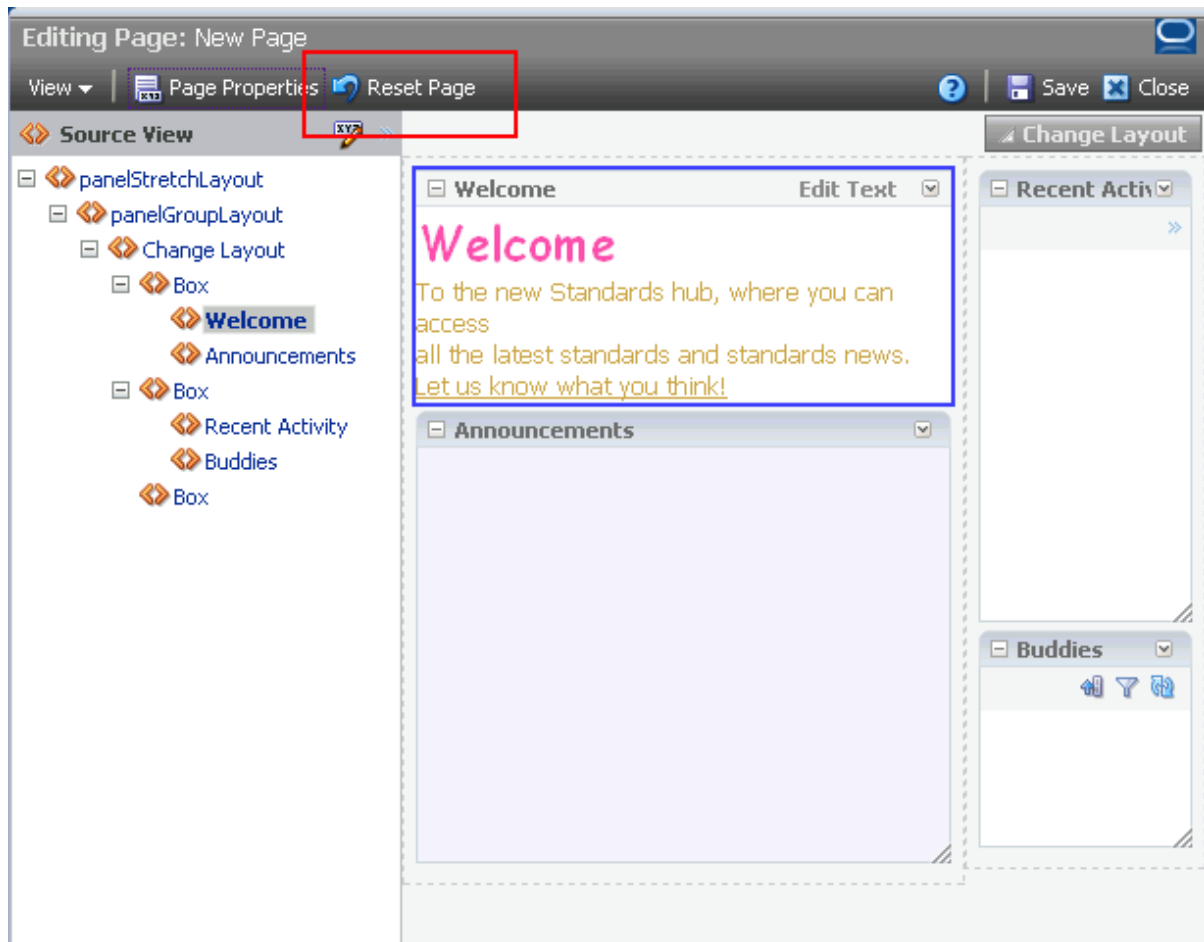 Editing Page: New Page
View Page Properties Reset Page Save Close
Source View
Change Layout
panelStretchLayout
panelGroupLayout
Change Layout
Box
Welcome
Announcements
Box
Recent Activity
Buddies
Box
Welcome Edit Text
Welcome
To the new Standards hub, where you can
access
all the latest standards and standards news.
Let us know what you think!
Announcements
Recent Activ
Buddies